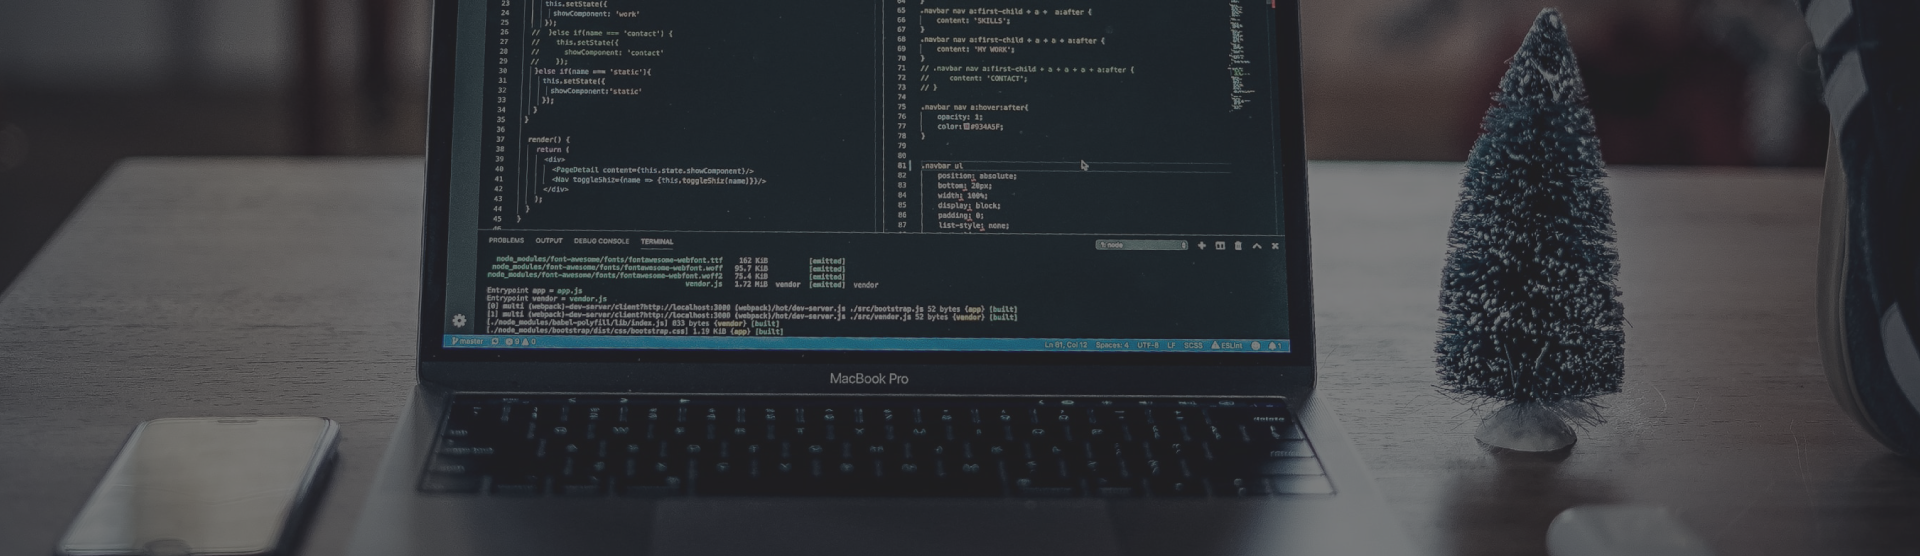 23 this.setState({
24 showComponent: 'work'
25 });
26 // }else if(name === 'contact') {
27 // this.setState({
28 // showComponent: 'contact'
29 // });
30 }else if(name === 'static'){
31 this.setState({
32 showComponent:'static'
33 });
34 }
35 }
36
37 render() {
38 return (
39 <div>
40 <PageDetail content={this.state.showComponent}/>
41 <Nav toggleShiz={name => {this.toggleShiz(name)}}/>
42 </div>
43 );
44 }
45 }
65 .navbar nav a:first-child + a + a:after {
66 content: 'SKILLS';
67 }
68 .navbar nav a:first-child + a + a + a:after {
69 content: 'MY WORK';
70 }
71 // .navbar nav a:first-child + a + a + a + a:after {
72 // content: 'CONTACT';
73 // }
74
75 .navbar nav a:hover:after{
76 opacity: 1;
77 color: #934A5F;
78 }
79
80
81 .navbar ul
82 position: absolute;
83 bottom: 20px;
84 width: 100%;
85 display: block;
86 padding: 0;
87 list-style: none;
PROBLEMS OUTPUT DEBUG CONSOLE TERMINAL
node
node_modules/font-awesome/fonts/fontawesome-webfont.ttf 162 KiB [emitted]
node_modules/font-awesome/fonts/fontawesome-webfont.woff 95.7 KiB [emitted]
node_modules/font-awesome/fonts/fontawesome-webfont.woff2 75.4 KiB [emitted]
vendor.js 1.72 MiB vendor [emitted] vendor
Entrypoint app = app.js
Entrypoint vendor = vendor.js
[0] multi (webpack)-dev-server/client?http://localhost:3000 (webpack)/hot/dev-server.js ./src/bootstrap.js 52 bytes {app} [built]
[1] multi (webpack)-dev-server/client?http://localhost:3000 (webpack)/hot/dev-server.js ./src/vendor.js 52 bytes {vendor} [built]
[./node_modules/babel-polyfill/lib/index.js] 833 bytes {vendor} [built]
[./node_modules/bootstrap/dist/css/bootstrap.css] 1.19 KiB {app} [built]
master 9 0 Ln 81, Col 12 Spaces: 4 UTF-8 LF SCSS ESLint 1
MacBook Pro
delete